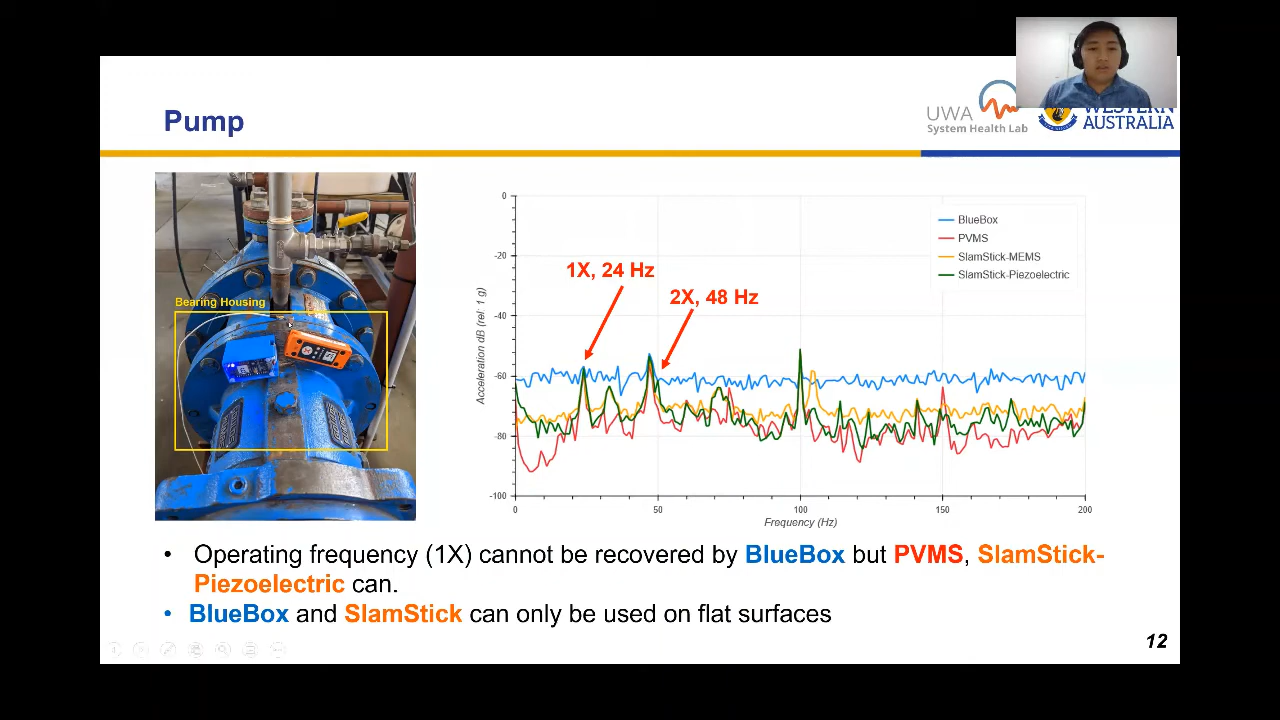 Pump
UWA
System Health Lab
WESTERN
AUSTRALIA
Bearing Housing
0
-20
-40
-60
-80
-100
Acceleration dB (rel: 1 g)
1X, 24 Hz
2X, 48 Hz
BlueBox
PVMS
SlamStick-MEMS
SlamStick-Piezoelectric
0 50 100 150 200
Frequency (Hz)
• Operating frequency (1X) cannot be recovered by BlueBox but PVMS, SlamStick-
Piezoelectric can.
• BlueBox and SlamStick can only be used on flat surfaces
12